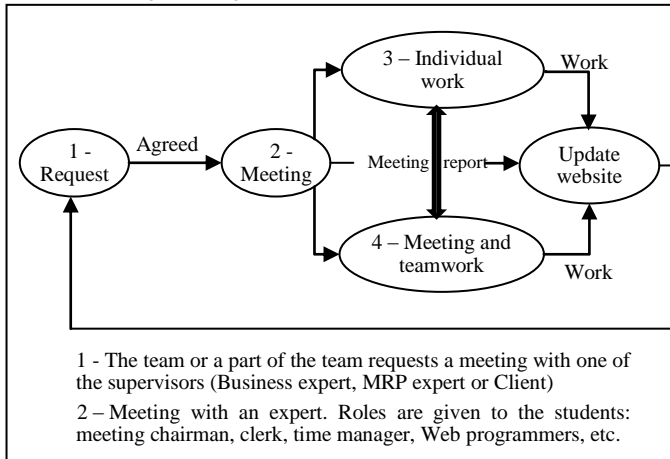 3 – Individual
work
Work
1 -
Request
Agreed
2 -
Meeting
Meeting report
Update
website
4 – Meeting and
teamwork
Work
1 - The team or a part of the team requests a meeting with one of
the supervisors (Business expert, MRP expert or Client)
2 – Meeting with an expert. Roles are given to the students:
meeting chairman, clerk, time manager, Web programmers, etc.